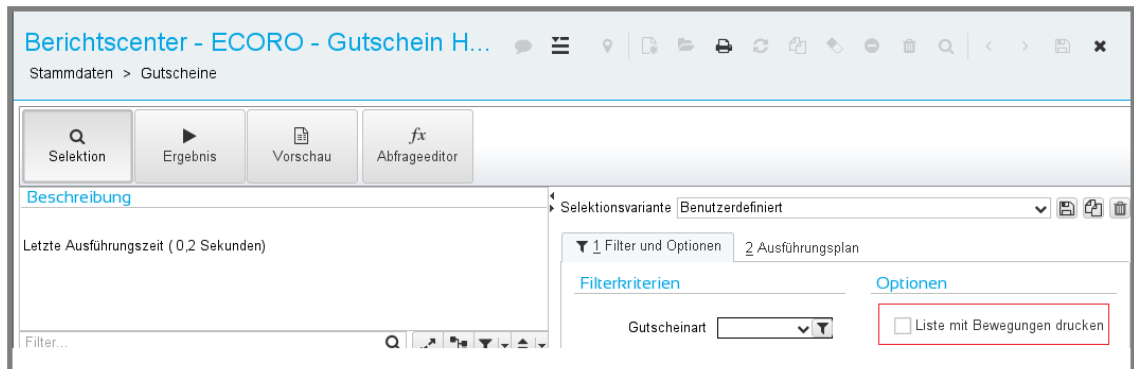 Berichtscenter - ECORO - Gutschein H...
Stammdaten > Gutscheine
Selektion
Ergebnis
Vorschau
fx
Abfrageeditor
Beschreibung
Letzte Ausführungszeit ( 0,2 Sekunden)
Filter...
Selektionsvariante Benutzerdefiniert
1 Filter und Optionen
2 Ausführungsplan
Filterkriterien
Optionen
Gutscheinart
Liste mit Bewegungen drucken